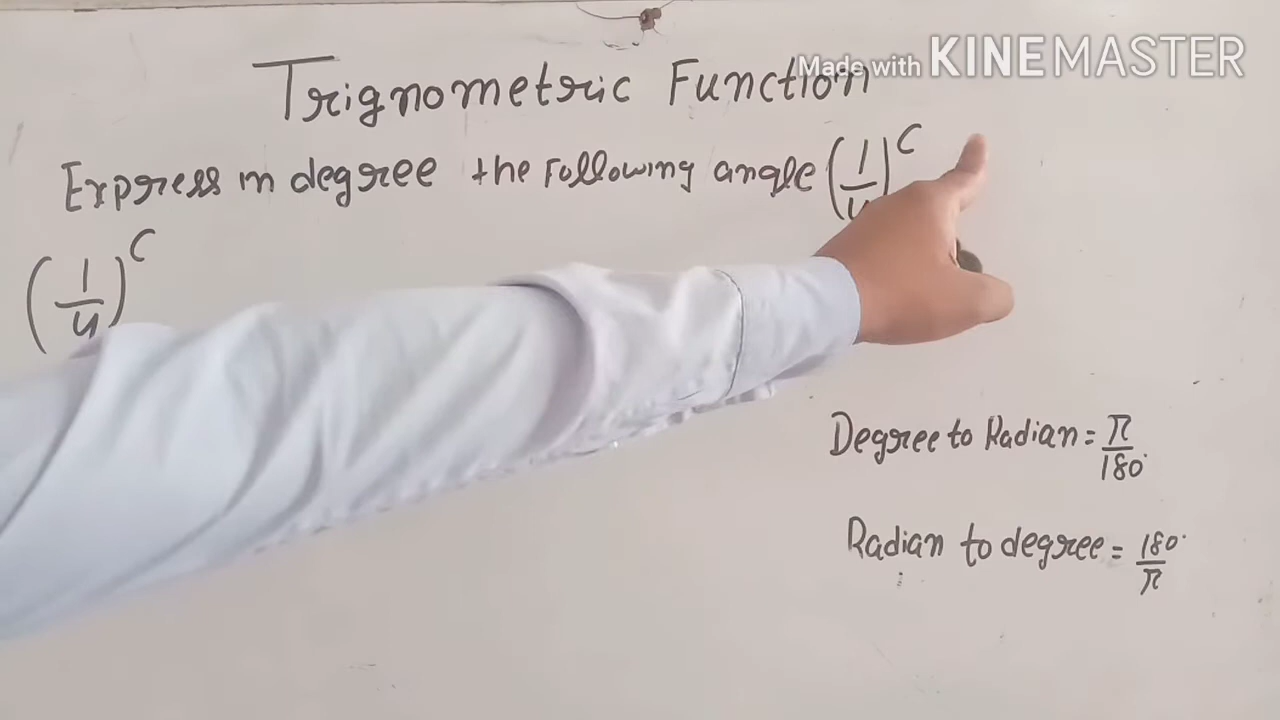 Made with KINEMASTER
Trignometric Function
Express in degree the following angle (1/4)^c
(1/4)^c
Degree to Radian = π/180°
Radian to degree = 180°/π